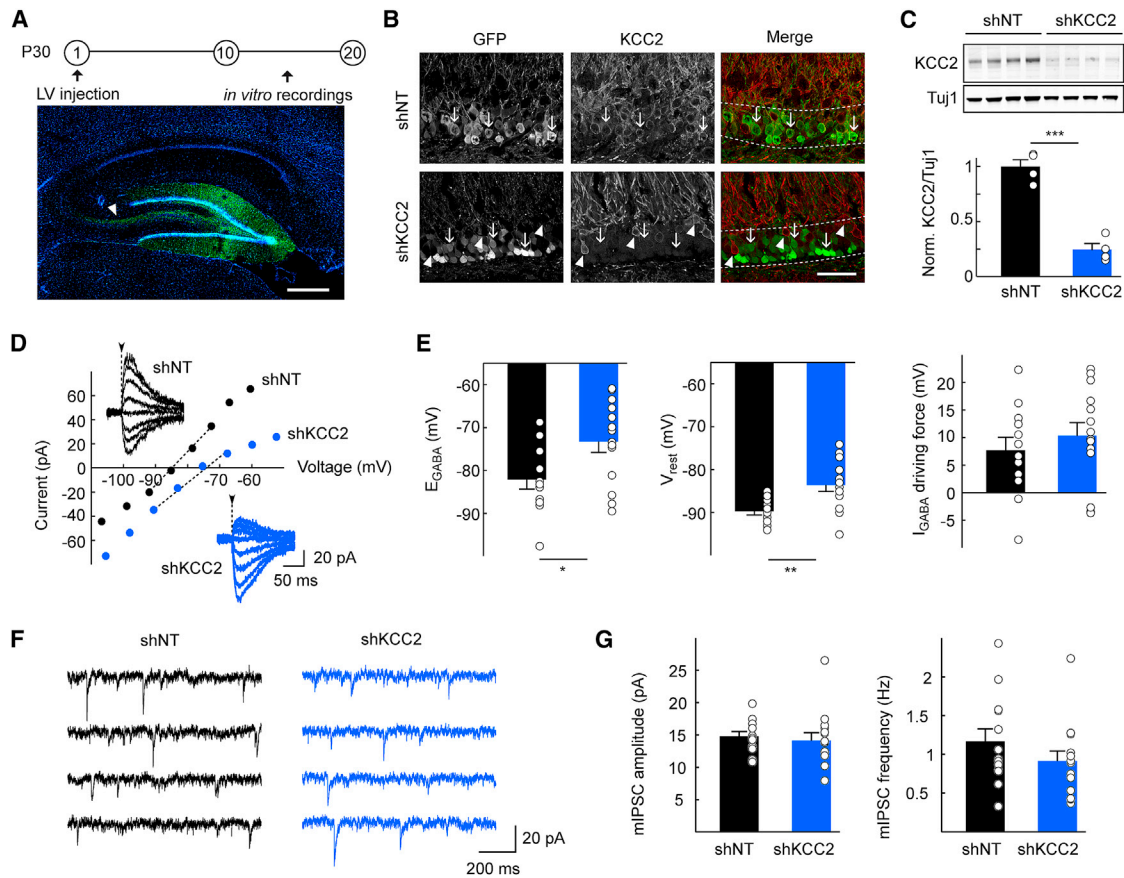 A
P30
1
10
20
LV injection
in vitro recordings
B
GFP
KCC2
Merge
shNT
shKCC2
C
shNT
shKCC2
KCC2
Tuj1
***
Norm. KCC2/Tuj1
1
0.5
1
shNT
shKCC2
D
shNT
shNT
shKCC2
Voltage (mV)
Current (pA)
60
40
20
0
-20
-40
-60
-100
-90
-80
-70
-60
shKCC2
20 pA
50 ms
E
EGABA (mV)
-55
-60
-70
-80
-90
*
Vrest (mV)
-55
-60
-70
-80
-90
**
IGABA driving force (mV)
25
20
15
10
5
0
-5
F
shNT
shKCC2
20 pA
200 ms
G
mIPSC amplitude (pA)
25
20
15
10
5
shNT
shKCC2
mIPSC frequency (Hz)
2
1.5
1
0.5
shNT
shKCC2